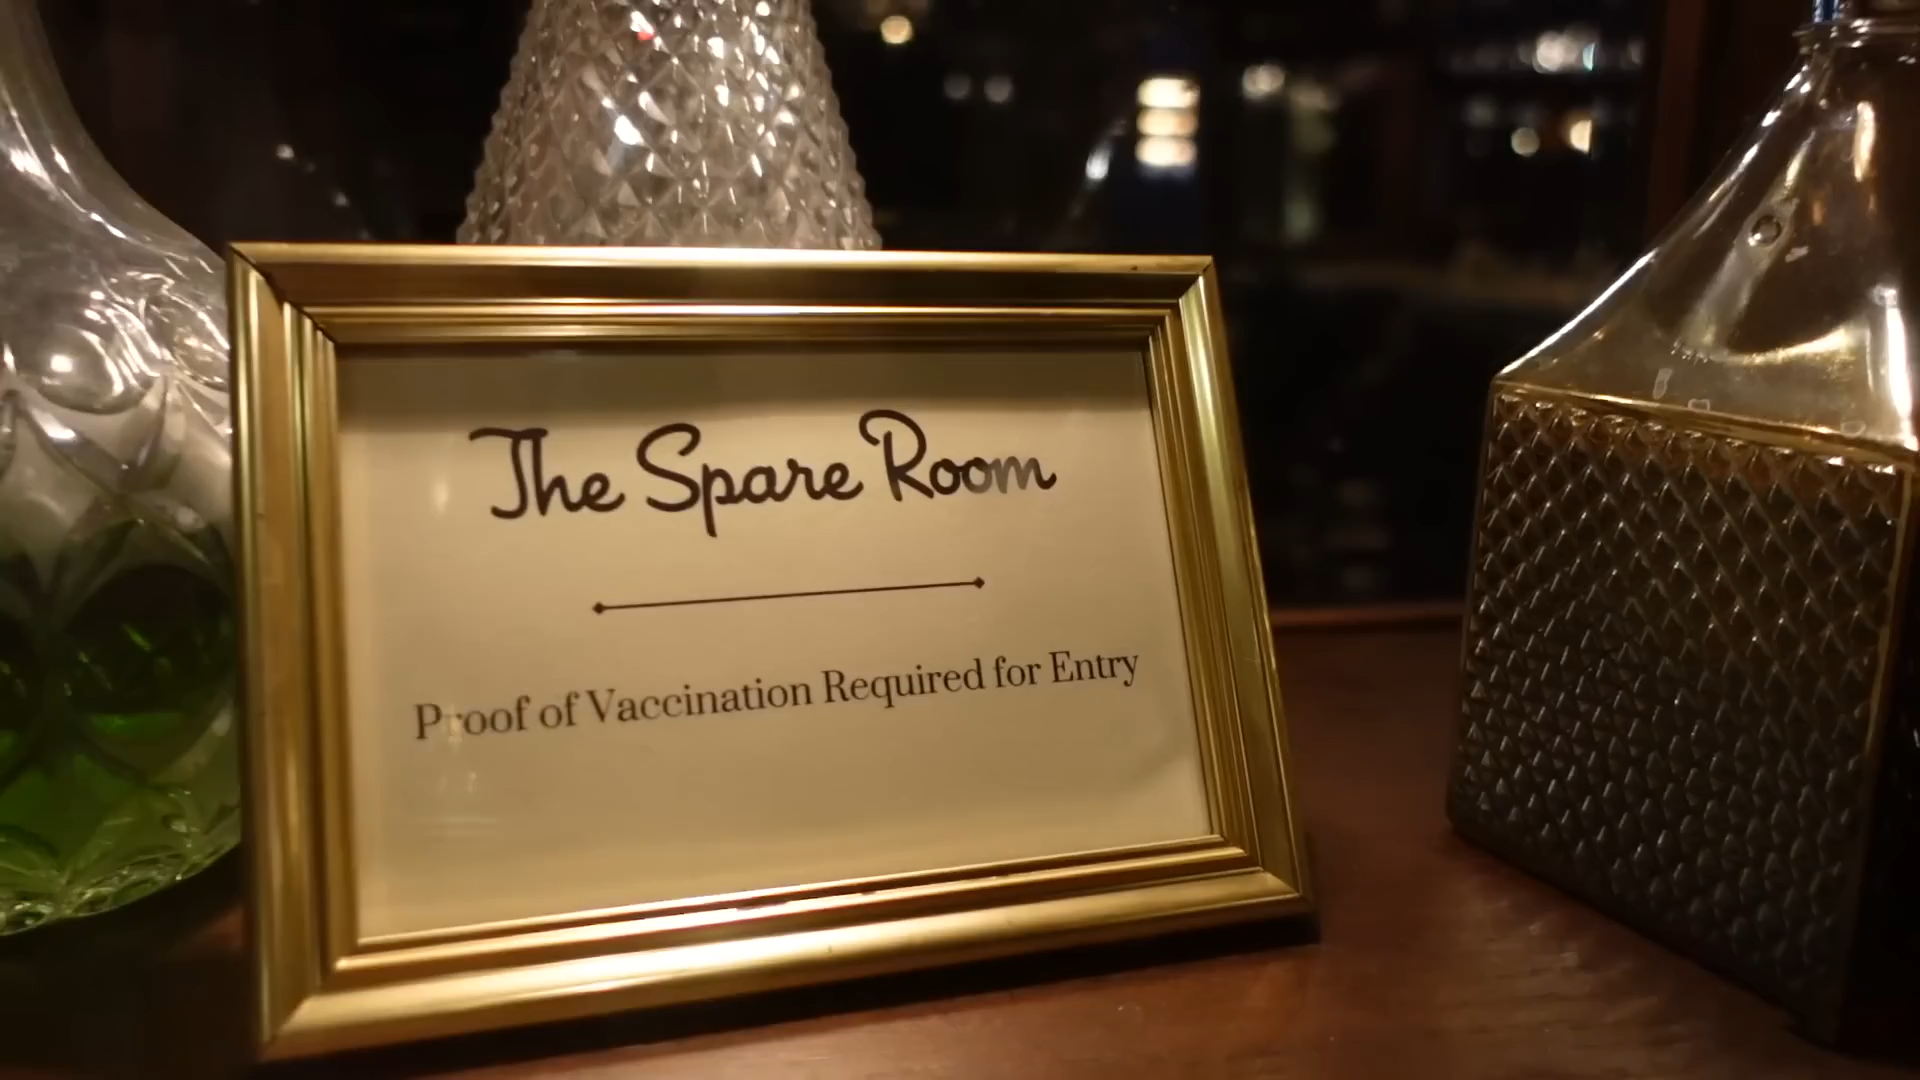 The Spare Room
Proof of Vaccination Required for Entry